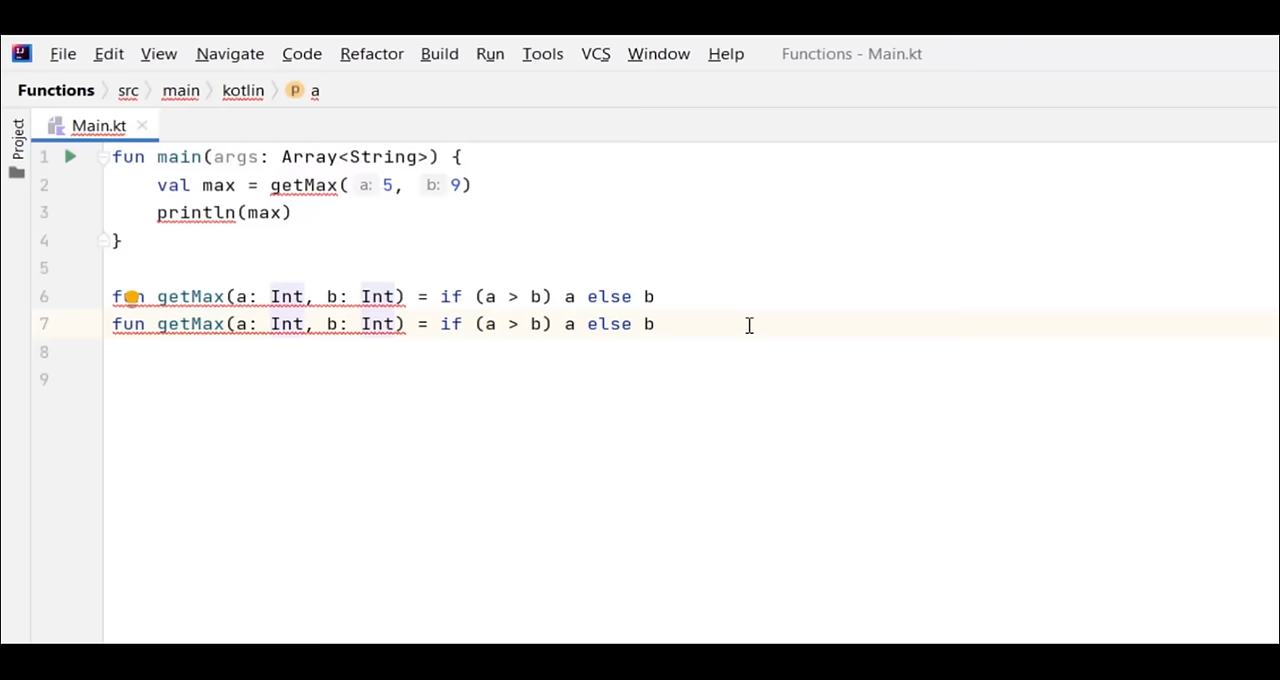 File Edit View Navigate Code Refactor Build Run Tools VCS Window Help Functions - Main.kt
Functions src main kotlin p a
Project
Main.kt
1 fun main(args: Array<String>) {
2 val max = getMax( a: 5, b: 9)
3 println(max)
4 }
5
6 fun getMax(a: Int, b: Int) = if (a > b) a else b
7 fun getMax(a: Int, b: Int) = if (a > b) a else b
8
9